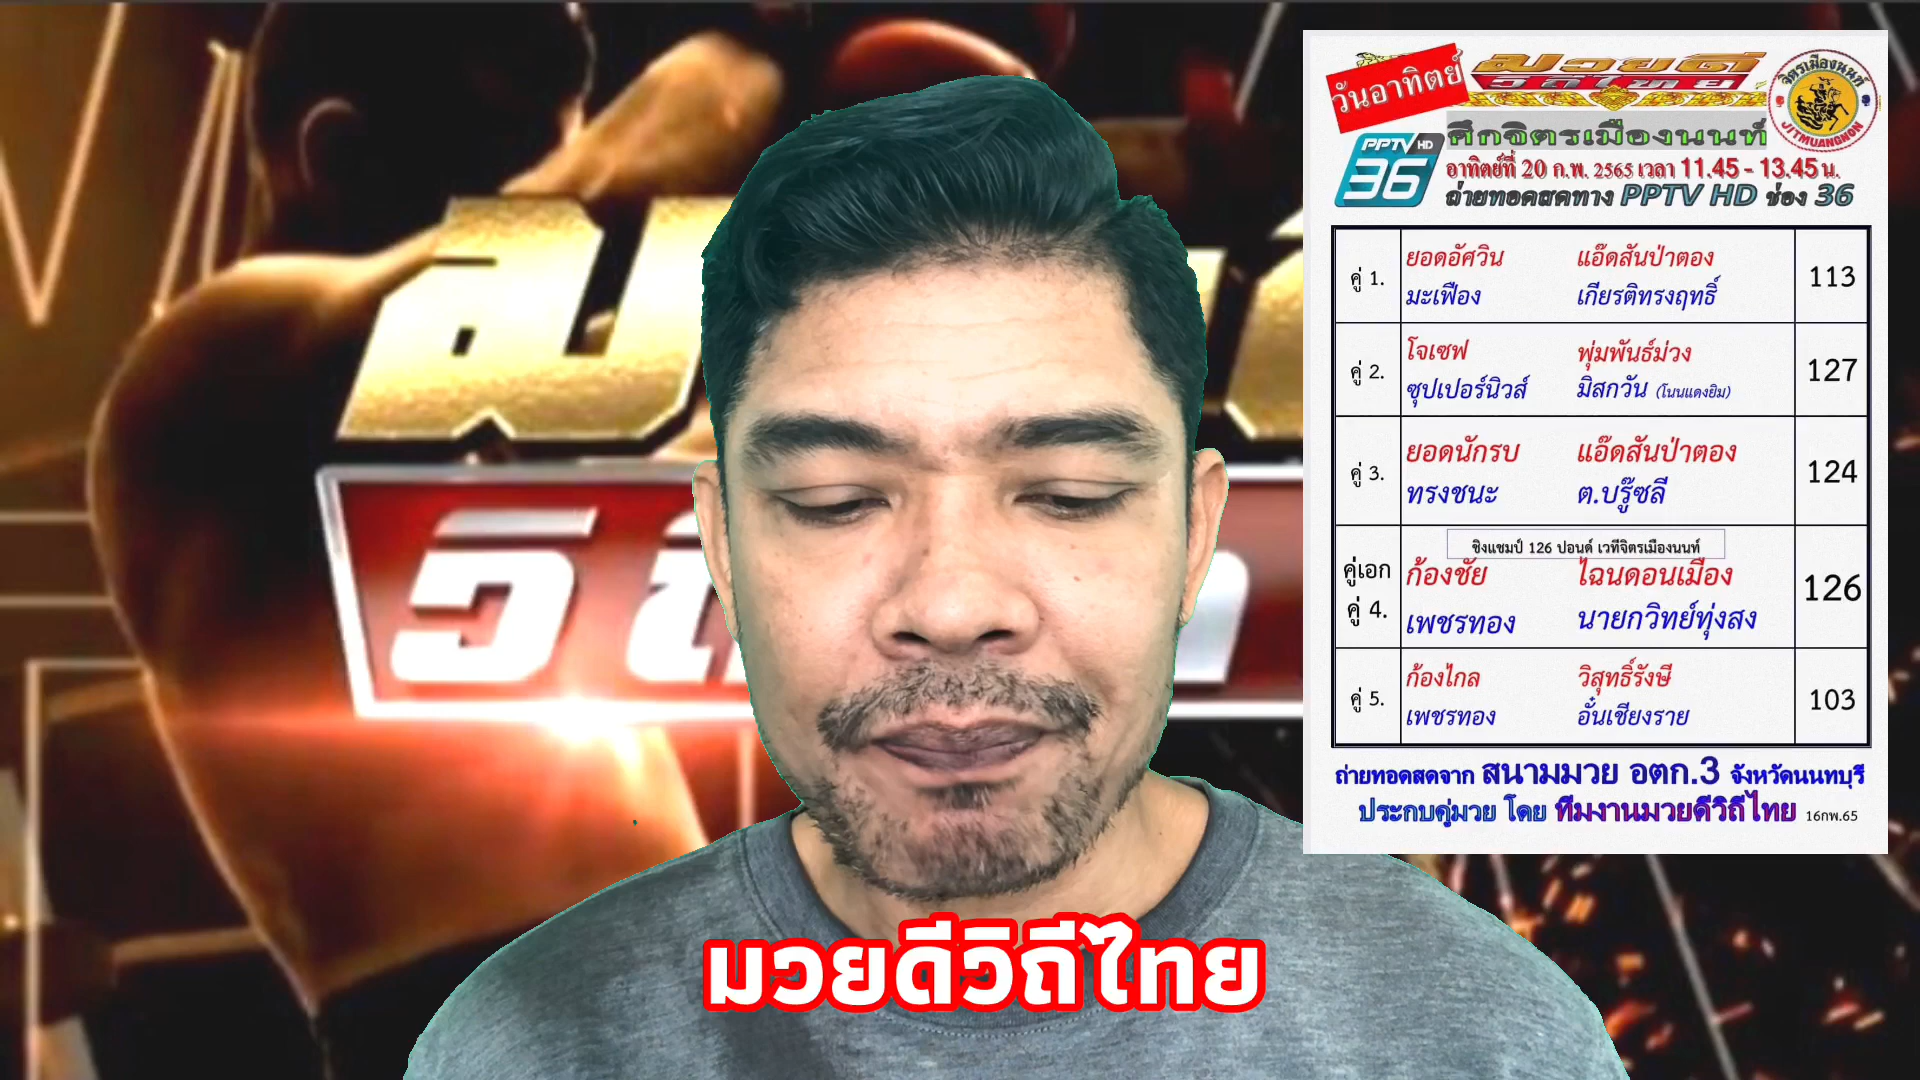 วันอาทิตย์
มวยดี
วิถีไทย
จิตรเมืองนนท์
JITMUANGNON
PPTV HD
36
ศึกจิตรเมืองนนท์
อาทิตย์ที่ 20 ก.พ. 2565 เวลา 11.45 - 13.45 น.
ถ่ายทอดสดทาง PPTV HD ช่อง 36
คู่ 1. ยอดอัศวิน แอ๊ดสันป่าตอง 113
มะเฟือง เกียรติทรงฤทธิ์
คู่ 2. โจเซฟ พุ่มพันธ์ม่วง 127
ซุปเปอร์นิวส์ มิสกวัน (โนนแดงยิม)
คู่ 3. ยอดนักรบ แอ๊ดสันป่าตอง 124
ทรงชนะ ต.บรู๊ซลี
ชิงแชมป์ 126 ปอนด์ เวทีจิตรเมืองนนท์
คู่เอก ก้องชัย ไฉนดอนเมือง 126
คู่ 4. เพชรทอง นายกวิทย์ทุ่งสง
คู่ 5. ก้องไกล วิสุทธิ์รังษี 103
เพชรทอง อั๋นเชียงราย
ถ่ายทอดสดจาก สนามมวย อตก.3 จังหวัดนนทบุรี
ประกบคู่มวย โดย ทีมงานมวยดีวิถีไทย 16กพ.65
มวยดีวิถีไทย